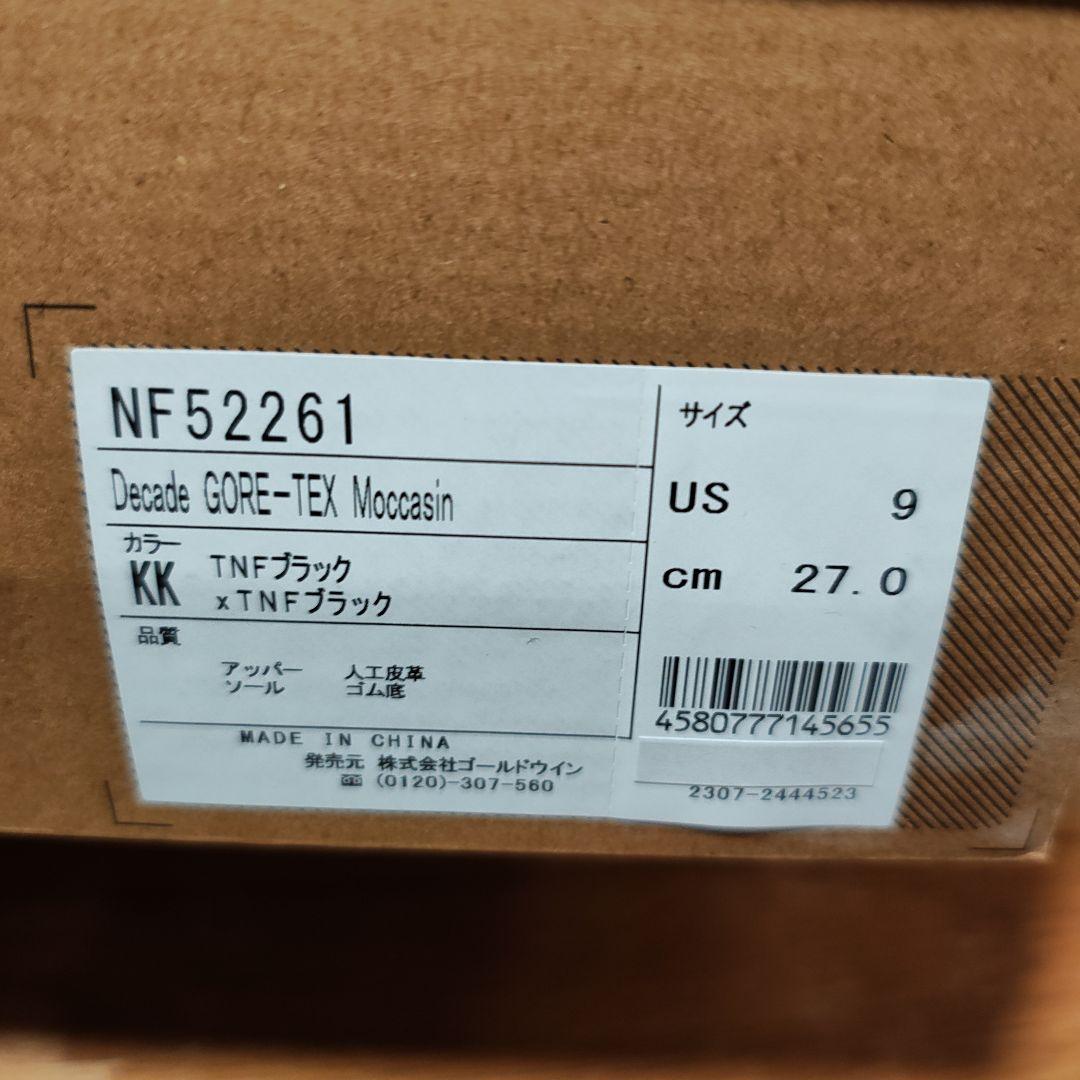 NF52261
Decade GORE-TEX Moccasin
カラー
KK TNFブラック
xTNFブラック
品質
アッパー 人工皮革
ソール ゴム底
MADE IN CHINA
発売元 株式会社ゴールドウイン
(0120)-307-560
サイズ
US 9
cm 27.0
4580777145655
2307-2444523